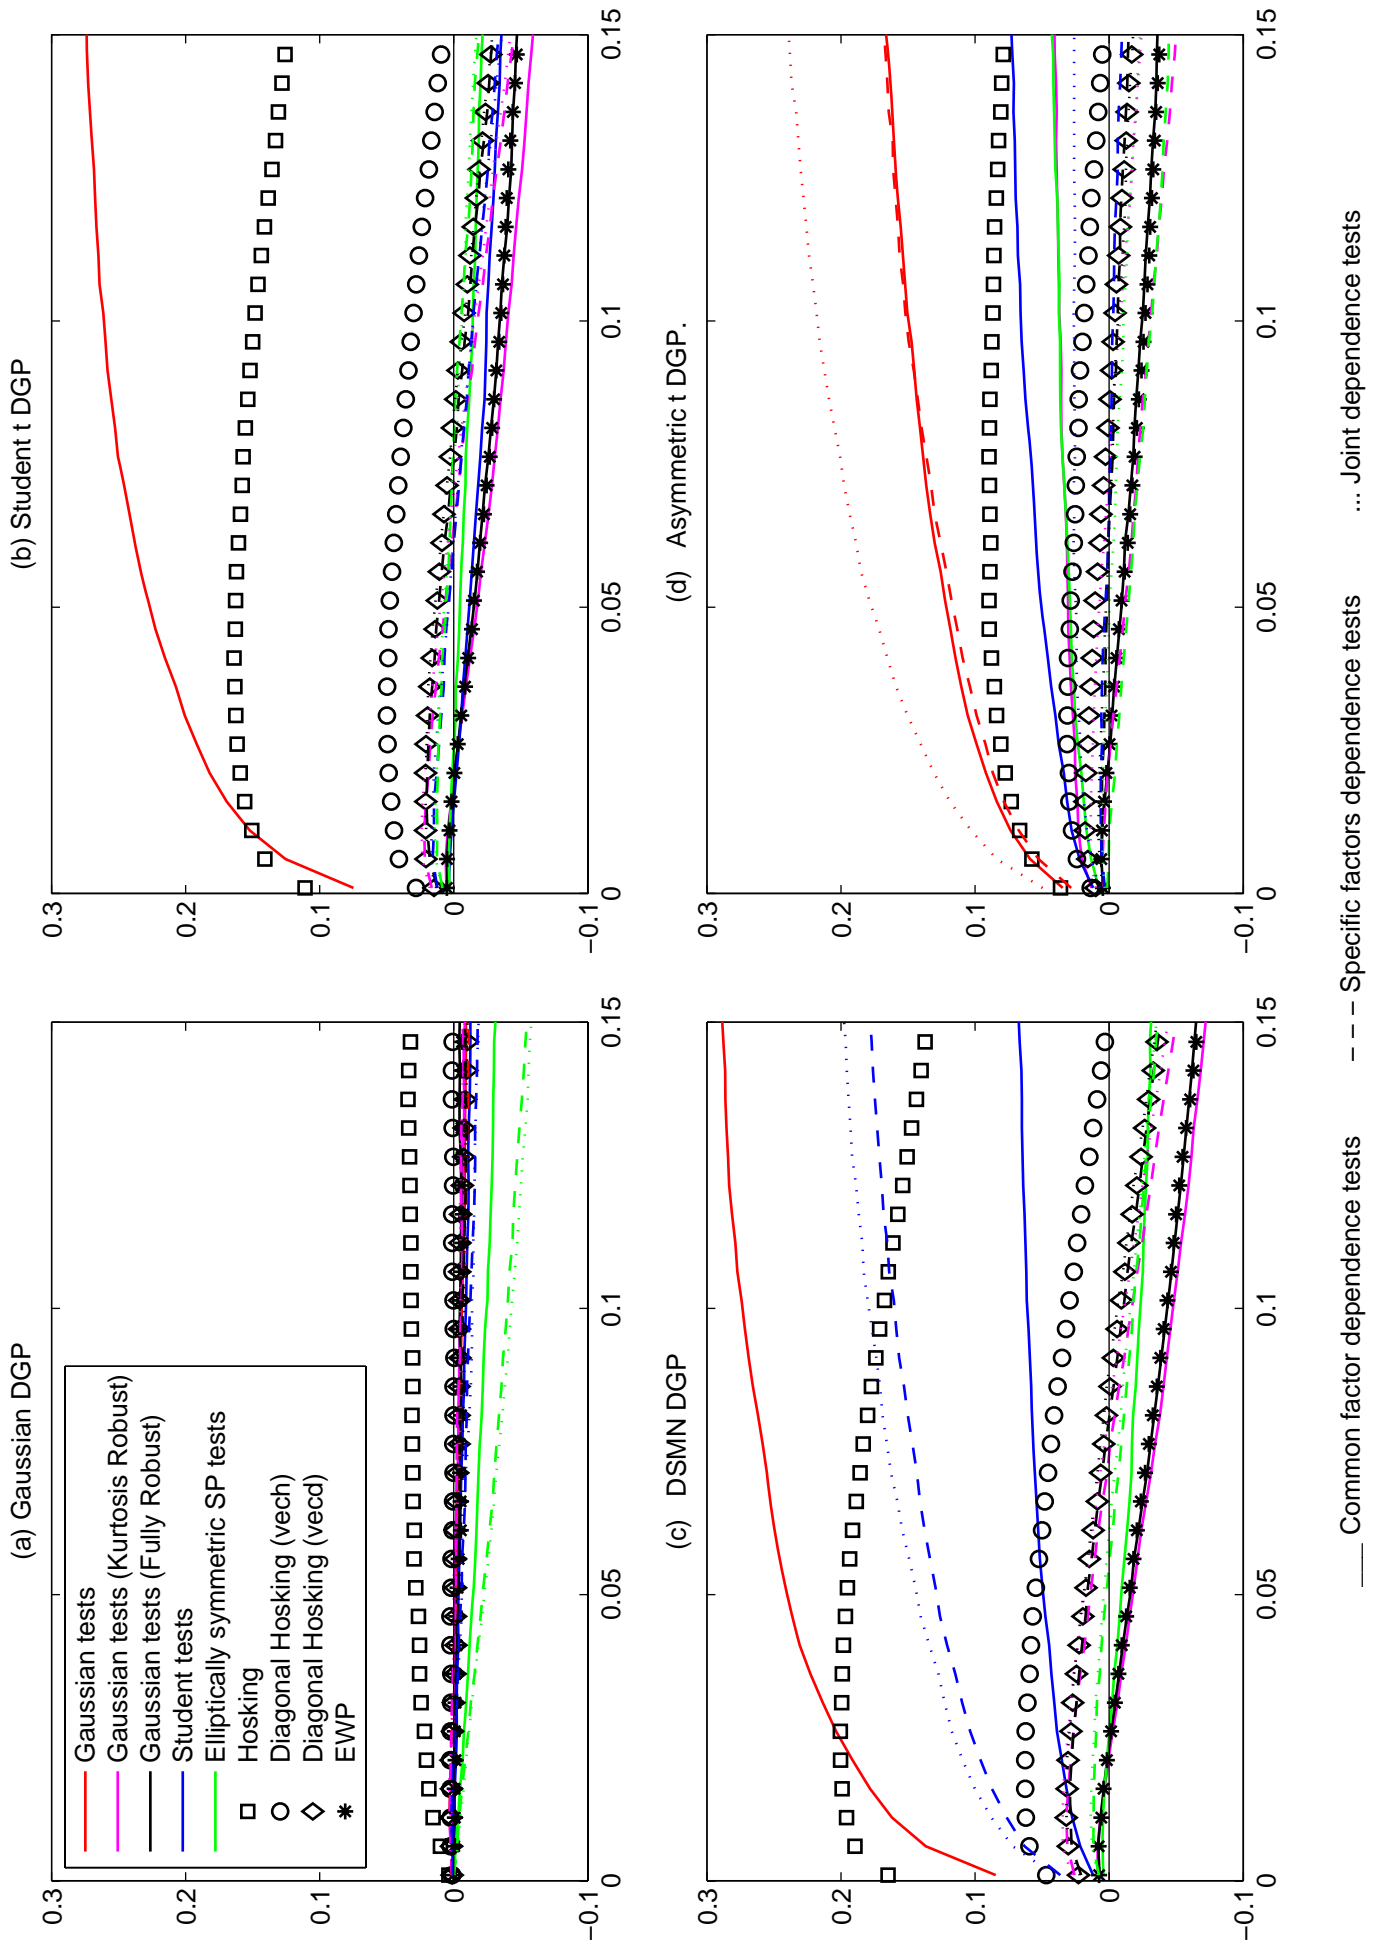 (a) Gaussian DGP
0.3
0.2
0.1
0
−0.1
0
0.05
0.1
0.15
Gaussian tests
Gaussian tests (Kurtosis Robust)
Gaussian tests (Fully Robust)
Student tests
Elliptically symmetric SP tests
Hosking
Diagonal Hosking (vech)
Diagonal Hosking (vecd)
EWP
(b) Student t DGP
0.3
0.2
0.1
0
−0.1
0
0.05
0.1
0.15
(c) DSMN DGP
0.3
0.2
0.1
0
−0.1
0
0.05
0.1
0.15
(d) Asymmetric t DGP.
0.3
0.2
0.1
0
−0.1
0
0.05
0.1
0.15
___ Common factor dependence tests − − − Specific factors dependence tests ... Joint dependence tests